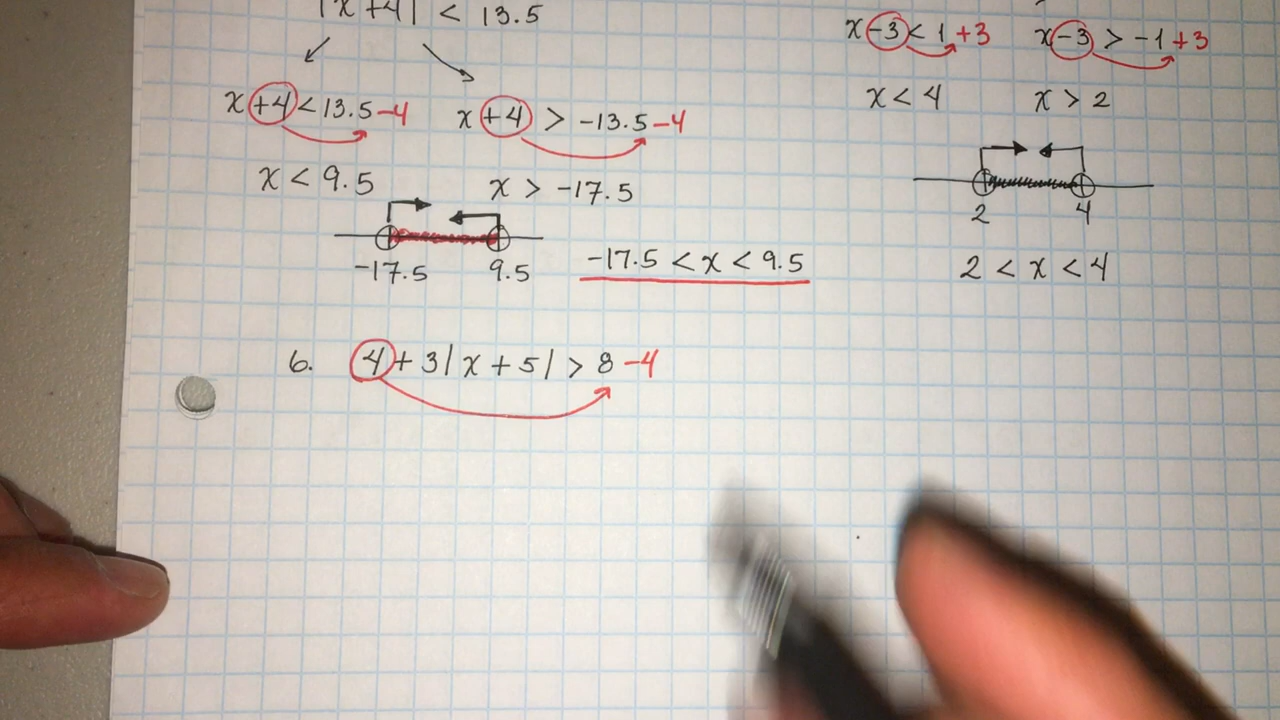 |x+4| < 13.5
x+4<13.5-4 x+4 > -13.5-4
x < 9.5 x > -17.5
-17.5 9.5 -17.5 < x < 9.5
6. 4+3|x+5| > 8-4
x-3<1+3 x-3 > -1+3
x < 4 x > 2
2 4
2 < x < 4